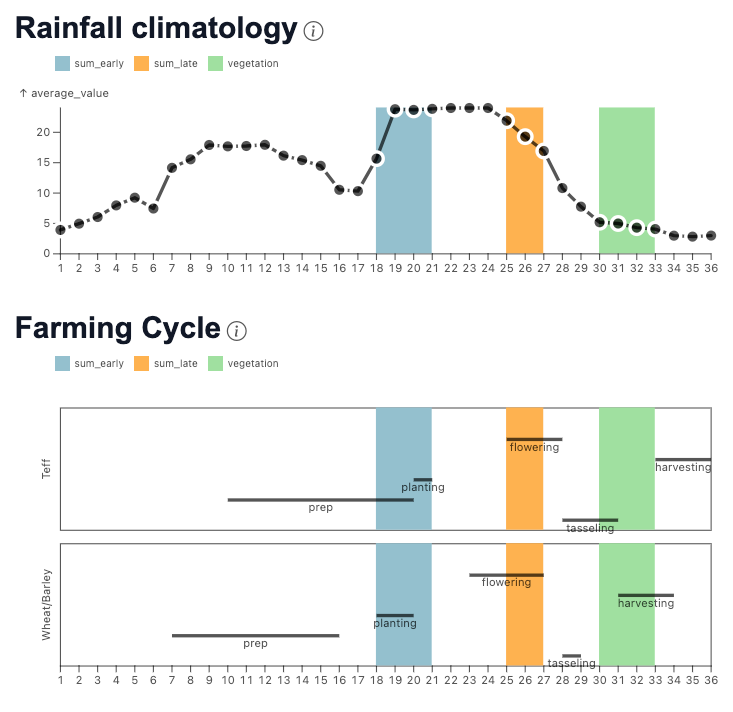 Rainfall climatology ⓘ
sum_early sum_late vegetation
↑ average_value
20
15
10
5
0
1 2 3 4 5 6 7 8 9 10 11 12 13 14 15 16 17 18 19 20 21 22 23 24 25 26 27 28 29 30 31 32 33 34 35 36
Farming Cycle ⓘ
sum_early sum_late vegetation
Teff
flowering
harvesting
planting
prep
tasseling
Wheat/Barley
flowering
harvesting
planting
prep
tasseling
1 2 3 4 5 6 7 8 9 10 11 12 13 14 15 16 17 18 19 20 21 22 23 24 25 26 27 28 29 30 31 32 33 34 35 36